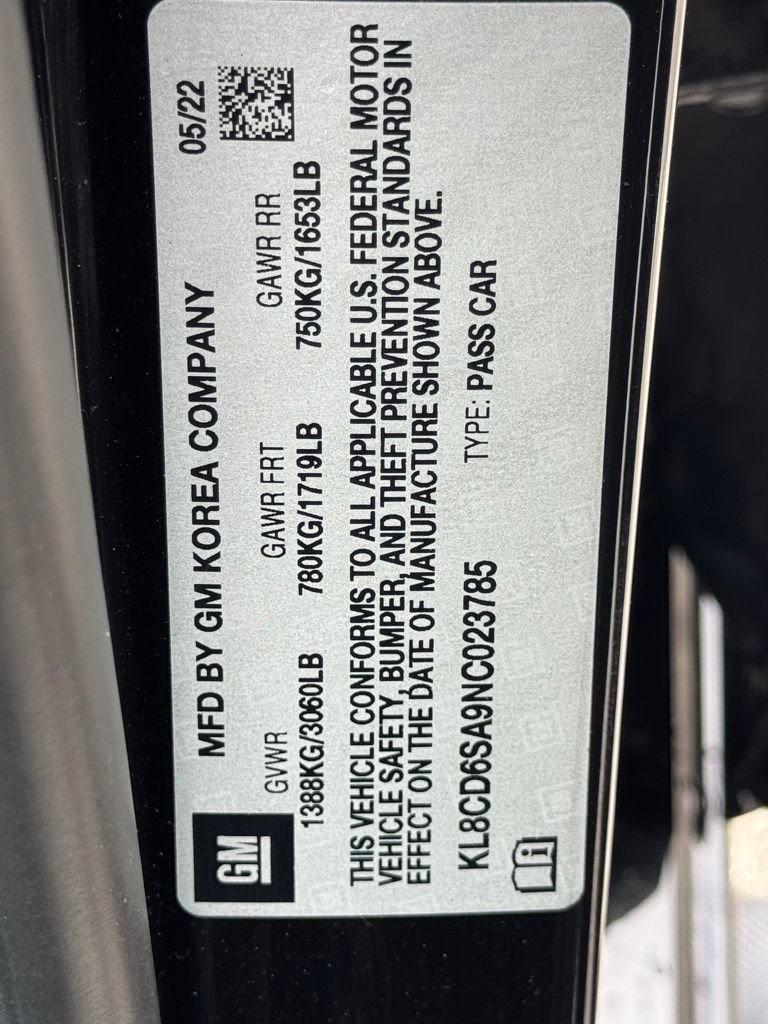 GM
MFD BY GM KOREA COMPANY 05/22
GVWR GAWR FRT GAWR RR
1388KG/3060LB 780KG/1719LB 750KG/1653LB
THIS VEHICLE CONFORMS TO ALL APPLICABLE U.S. FEDERAL MOTOR
VEHICLE SAFETY, BUMPER, AND THEFT PREVENTION STANDARDS IN
EFFECT ON THE DATE OF MANUFACTURE SHOWN ABOVE.
KL8CD6SA9NC023785 TYPE: PASS CAR